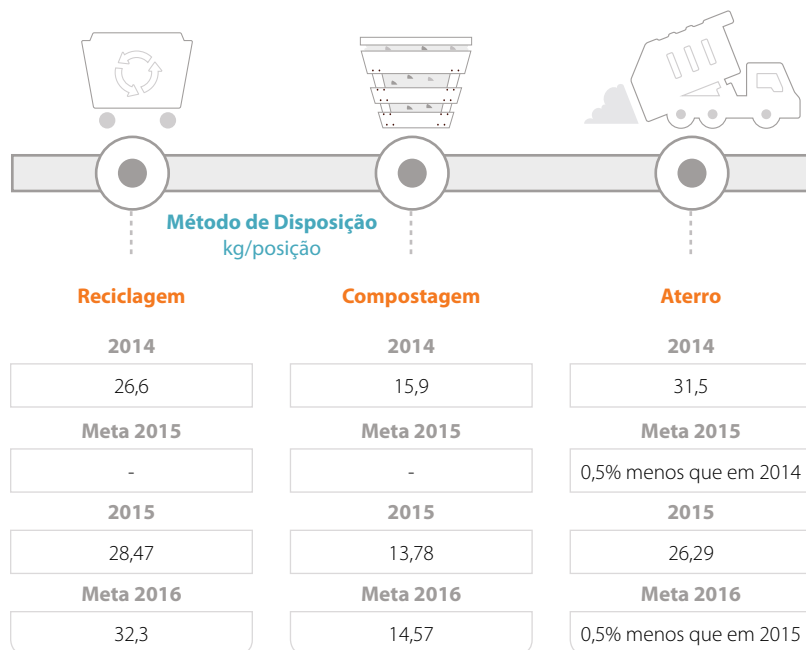 Método de Disposição
kg/posição
Reciclagem Compostagem Aterro
2014 2014 2014
26,6 15,9 31,5
Meta 2015 Meta 2015 Meta 2015
- - 0,5% menos que em 2014
2015 2015 2015
28,47 13,78 26,29
Meta 2016 Meta 2016 Meta 2016
32,3 14,57 0,5% menos que em 2015